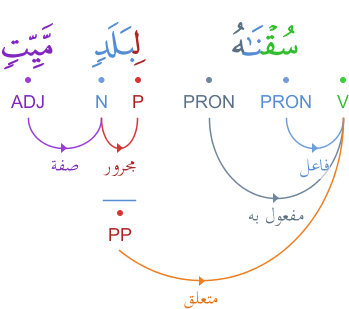 سُقْنَٰهُ لِبَلَدٍ مَّيِّتٍ
V PRON PRON P N ADJ
فاعل مجرور صفة
مفعول به
PP
متعلق